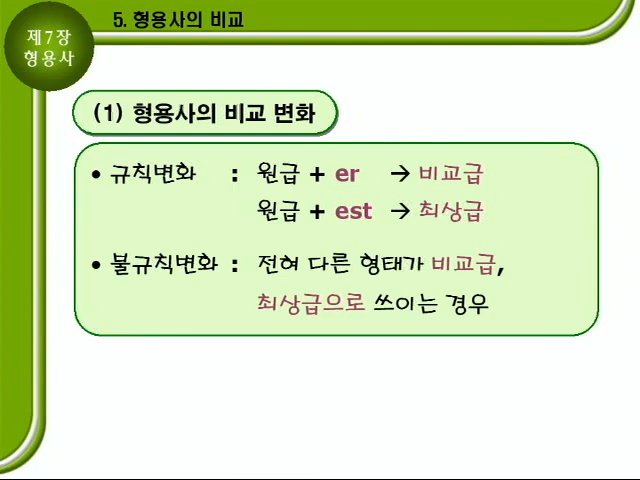 5. 형용사의 비교
제7장
형용사
(1) 형용사의 비교 변화
• 규칙변화 : 원급 + er → 비교급
원급 + est → 최상급
• 불규칙변화 : 전혀 다른 형태가 비교급,
최상급으로 쓰이는 경우